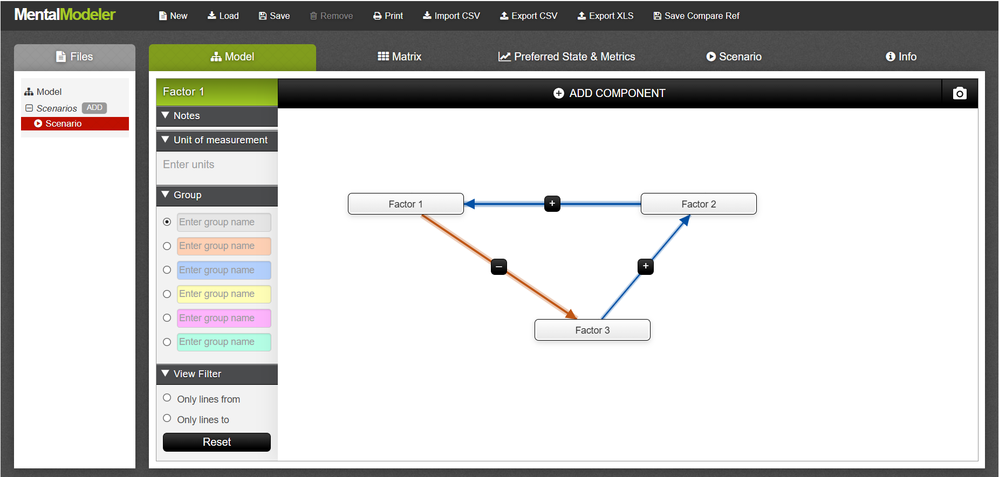 MentalModeler New Load Save Remove Print Import CSV Export CSV Export XLS Save Compare Ref
Files Model Matrix Preferred State & Metrics Scenario Info
Model
Scenarios ADD
Scenario
Factor 1
ADD COMPONENT
Notes
Unit of measurement
Enter units
Group
Enter group name
Enter group name
Enter group name
Enter group name
Enter group name
Enter group name
View Filter
Only lines from
Only lines to
Reset
Factor 1 + Factor 2
– +
Factor 3